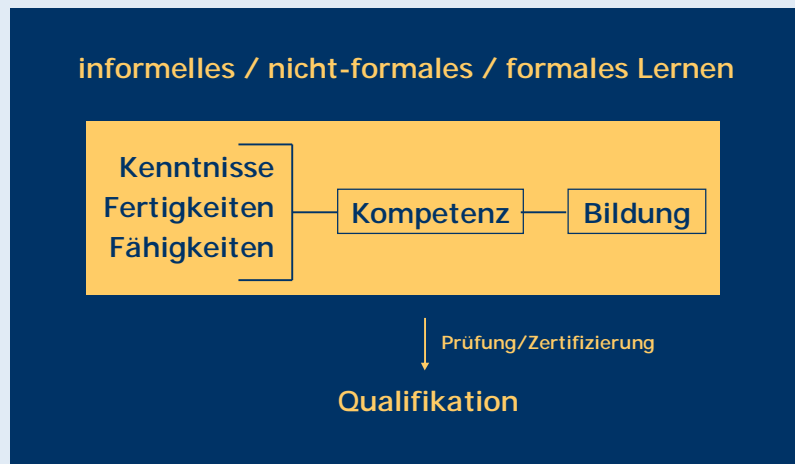 informelles / nicht-formales / formales Lernen
Kenntnisse
Fertigkeiten
Fähigkeiten
Kompetenz
Bildung
Prüfung/Zertifizierung
Qualifikation